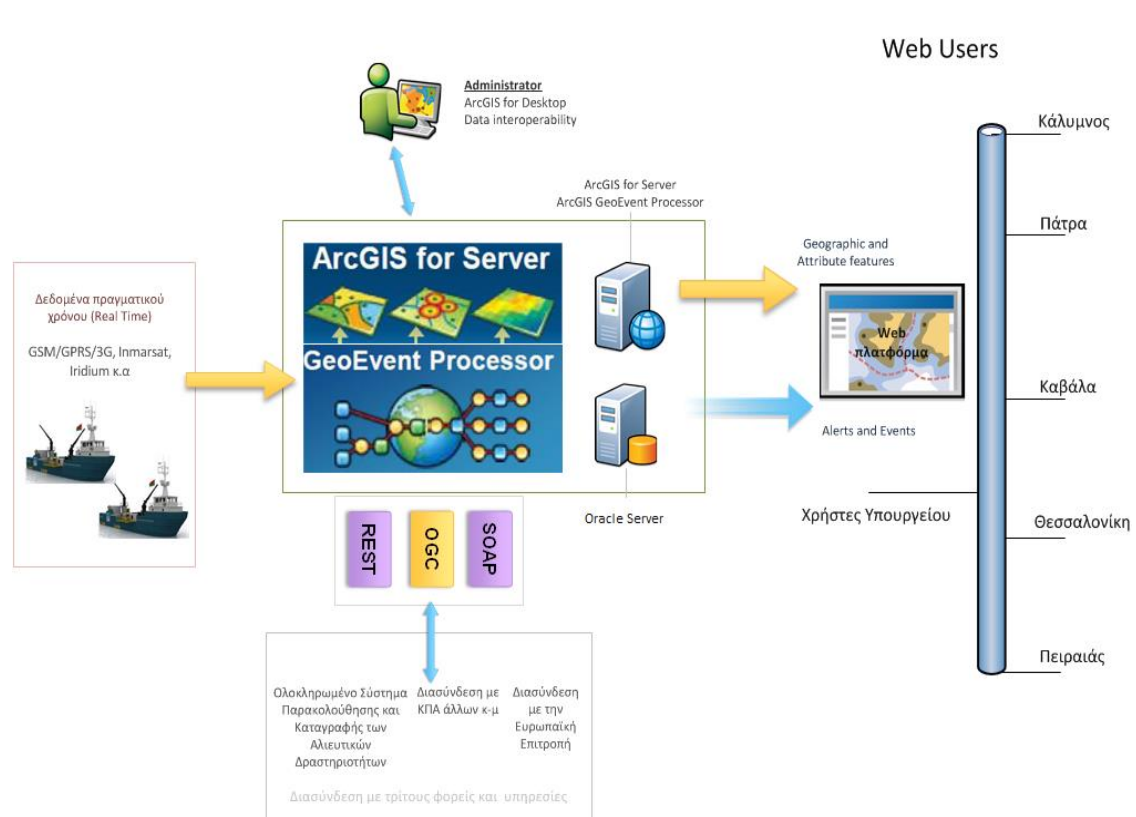 Web Users
Administrator
ArcGIS for Desktop
Data interoperability
Κάλυμνος
ArcGIS for Server
ArcGIS GeoEvent Processor
Πάτρα
Geographic and
Attribute features
ArcGIS for Server
Δεδομένα πραγματικού
χρόνου (Real Time)
GSM/GPRS/3G, Inmarsat,
Iridium κ.α
GeoEvent Processor
Web
πλατφόρμα
Καβάλα
Alerts and Events
Oracle Server
Χρήστες Υπουργείου
Θεσσαλονίκη
REST
OGC
SOAP
Πειραιάς
Ολοκληρωμένο Σύστημα
Παρακολούθησης και
Καταγραφής των
Αλιευτικών
Δραστηριοτήτων
Διασύνδεση με
ΚΠΑ άλλων κ-μ
Διασύνδεση
με την
Ευρωπαϊκή
Επιτροπή
Διασύνδεση με τρίτους φορείς και υπηρεσίες